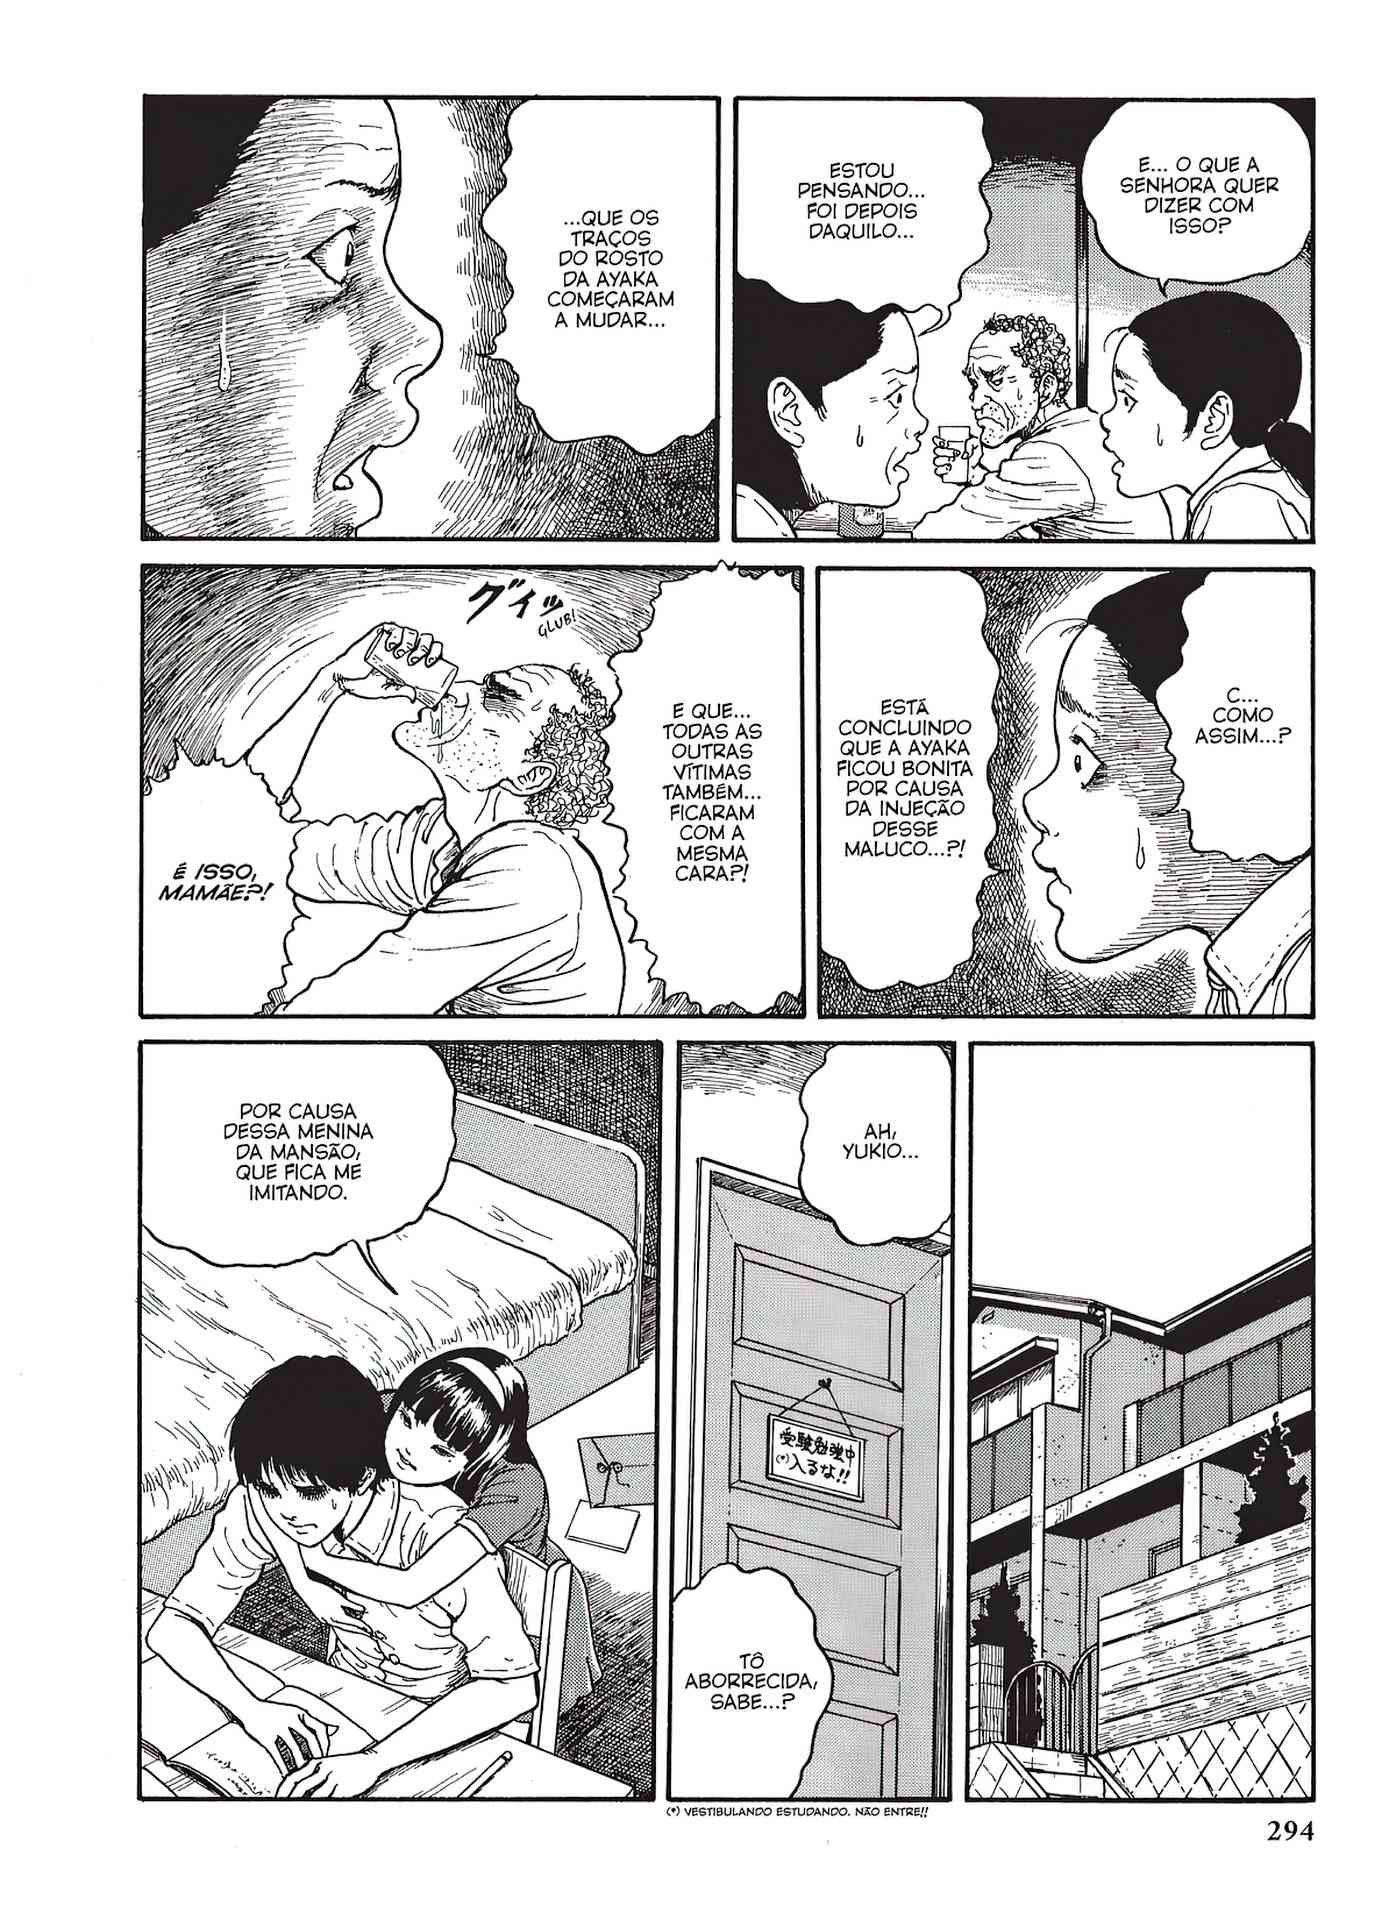 E... O QUE A
SENHORA QUER
DIZER COM
ISSO?
ESTOU
PENSANDO...
FOI DEPOIS
DAQUILO...
...QUE OS
TRAÇOS
DO ROSTO
DA AYAKA
COMEÇARAM
A MUDAR...
C...
COMO
ASSIM...?
ESTÁ
CONCLUINDO
QUE A AYAKA
FICOU BONITA
POR CAUSA
DA INJEÇÃO
DESSE
MALUCO...?!
E QUE...
TODAS AS
OUTRAS
VÍTIMAS
TAMBÉM...
FICARAM
COM A
MESMA
CARA?!
グイッ
GLUB!
É ISSO,
MAMÃE?!
AH,
YUKIO...
受験勉強中
(*)入るな!!
TÔ
ABORRECIDA,
SABE...?
POR CAUSA
DESSA MENINA
DA MANSÃO,
QUE FICA ME
IMITANDO.
(*) VESTIBULANDO ESTUDANDO. NÃO ENTRE!!
294